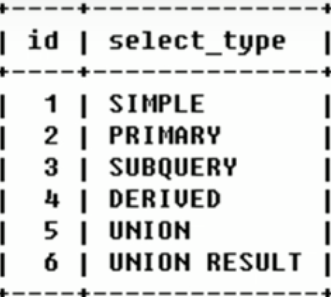 +----+--------------+
| id | select_type |
+----+--------------+
| 1 | SIMPLE |
| 2 | PRIMARY |
| 3 | SUBQUERY |
| 4 | DERIVED |
| 5 | UNION |
| 6 | UNION RESULT |
+----+--------------+